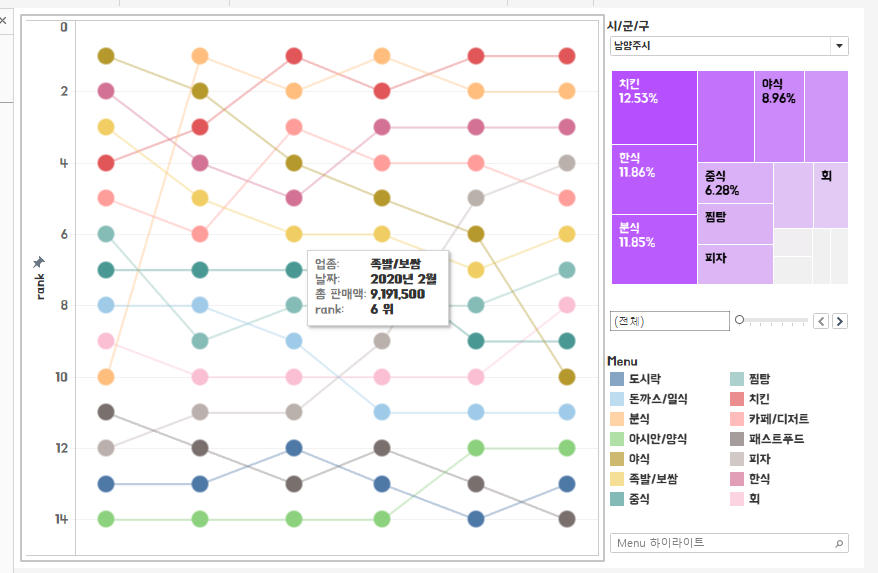 시/군/구
남양주시
0
2
4
6
8
10
12
14
rank
업종: 족발/보쌈
날짜: 2020년 2월
총 판매액: 9,191,500
rank: 6 위
치킨
12.53%
한식
11.86%
분식
11.85%
야식
8.96%
중식
6.28%
찜탕
피자
회
(전체)
Menu
도시락
돈까스/일식
분식
아시안/양식
야식
족발/보쌈
중식
찜탕
치킨
카페/디저트
패스트푸드
피자
한식
회
Menu 하이라이트